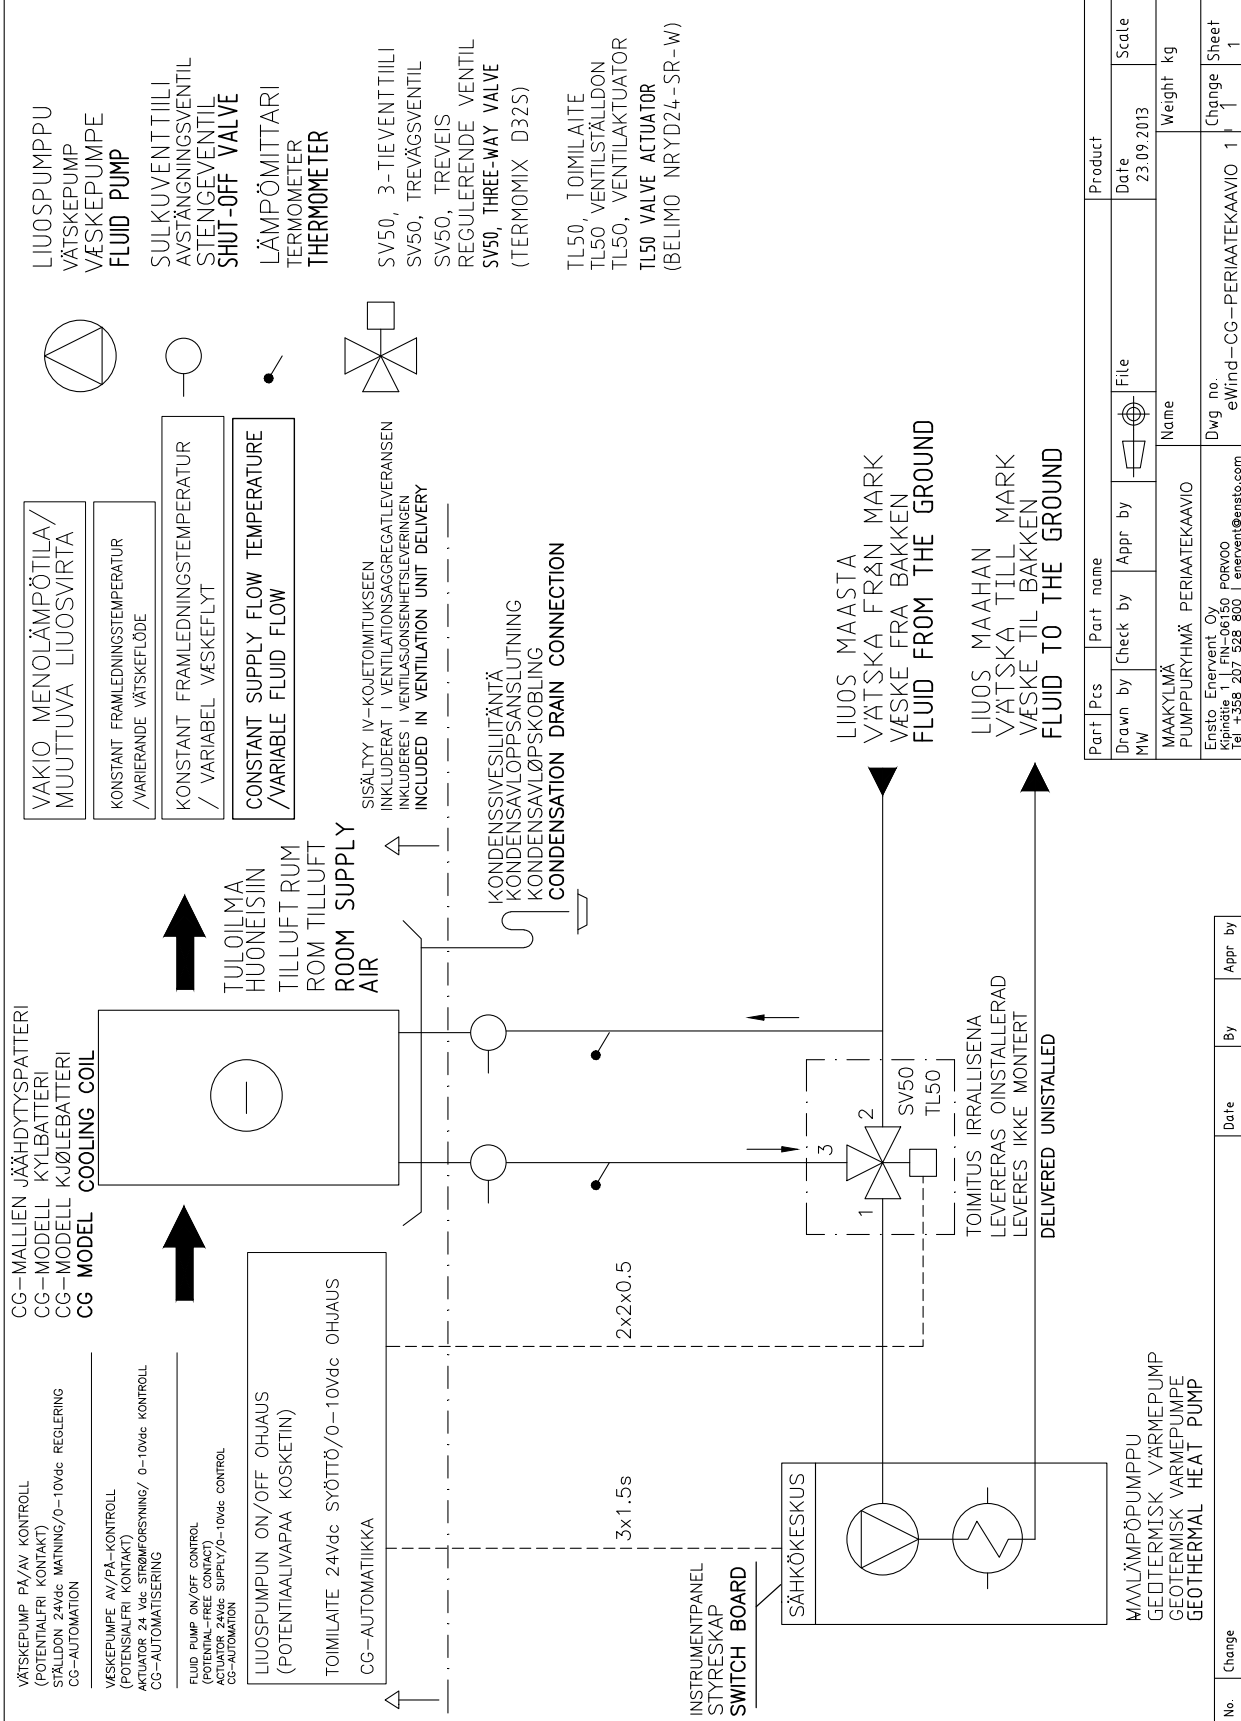 CG-MALLIEN JÄÄHDYTYSPATTERI
CG-MODELL KYLBATTERI
CG-MODELL KJØLEBATTERI
CG MODEL COOLING COIL
VÄTSKEPUMP PÅ/AV KONTROLL
(POTENTIALFRI KONTAKT)
STÄLLDON 24Vdc MATNING/0-10Vdc REGLERING
CG-AUTOMATION
VÆSKEPUMPE AV/PÅ-KONTROLL
(POTENSIALFRI KONTAKT)
AKTUATOR 24 Vdc STRØMFORSYNING/ 0-10Vdc KONTROLL
CG-AUTOMATISERING
FLUID PUMP ON/OFF CONTROL
(POTENTIAL-FREE CONTACT)
ACTUATOR 24Vdc SUPPLY/0-10Vdc CONTROL
CG-AUTOMATION
LIUOSPUMPUN ON/OFF OHJAUS
(POTENTIAALIVAPAA KOSKETIN)
TOIMILAITE 24Vdc SYÖTTÖ/0-10Vdc OHJAUS
CG-AUTOMATIIKKA
TULOILMA
HUONEISIIN
TILLUFT RUM
ROM TILLUFT
ROOM SUPPLY
AIR
VAKIO MENOLÄMPÖTILA/
MUUTTUVA LIUOSVIRTA
KONSTANT FRAMLEDNINGSTEMPERATUR
/VARIERANDE VÄTSKEFLÖDE
KONSTANT FRAMLEDNINGSTEMPERATUR
/ VARIABEL VÆSKEFLYT
CONSTANT SUPPLY FLOW TEMPERATURE
/VARIABLE FLUID FLOW
LIUOSPUMPPU
VÄTSKEPUMP
VÆSKEPUMPE
FLUID PUMP
SULKUVENTTIILI
AVSTÄNGNINGSVENTIL
STENGEVENTIL
SHUT-OFF VALVE
LÄMPÖMITTARI
TERMOMETER
THERMOMETER
SV50, 3-TIEVENTTIILI
SV50, TREVÄGSVENTIL
SV50, TREVEIS
REGULERENDE VENTIL
SV50, THREE-WAY VALVE
(TERMOMIX D32S)
TL50, TOIMILAITE
TL50 VENTILSTÄLLDON
TL50, VENTILAKTUATOR
TL50 VALVE ACTUATOR
(BELIMO NRYD24-SR-W)
SISÄLTYY IV-KOJETOIMITUKSEEN
INKLUDERAT I VENTILATIONSAGGREGATLEVERANSEN
INKLUDERES I VENTILASJONSENHETSLEVERINGEN
INCLUDED IN VENTILATION UNIT DELIVERY
KONDENSSIVESILIITÄNTÄ
KONDENSAVLOPPSANSLUTNING
KONDENSAVLØPSKOBLING
CONDENSATION DRAIN CONNECTION
3x1.5s
2x2x0.5
1
3
2
SV50
TL50
TOIMITUS IRRALLISENA
LEVERERAS OINSTALLERAD
LEVERES IKKE MONTERT
DELIVERED UNISTALLED
LIUOS MAASTA
VÄTSKA FRÅN MARK
VÆSKE FRA BAKKEN
FLUID FROM THE GROUND
LIUOS MAAHAN
VÄTSKA TILL MARK
VÆSKE TIL BAKKEN
FLUID TO THE GROUND
INSTRUMENTPANEL
STYRESKAP
SWITCH BOARD
SÄHKÖKESKUS
MAALÄMPÖPUMPPU
GEOTERMISK VÄRMEPUMP
GEOTERMISK VARMEPUMPE
GEOTHERMAL HEAT PUMP
No. Change Date By Appr by
Part Pcs Part name Product
Drawn by Check by Appr by File Date Scale
MW 23.09.2013
MAAKYLMÄ
PUMPPURYHMÄ PERIAATEKAAVIO
Name Weight kg
Ensto Enervent Oy
Kipinätie 1 | FIN-06150 PORVOO
Tel +358 207 528 800 | enervent@ensto.com
Dwg no. Change Sheet
eWind-CG-PERIAATEKAAVIO 1 1 1